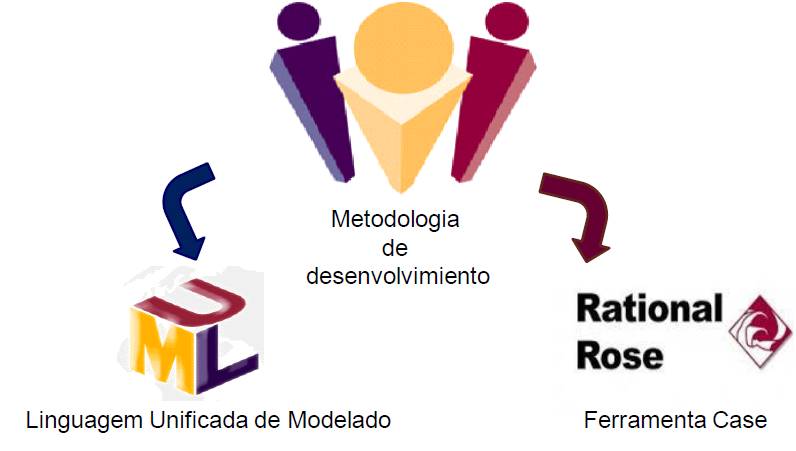 Metodologia
de
desenvolvimiento
UML
Rational
Rose
Linguagem Unificada de Modelado
Ferramenta Case